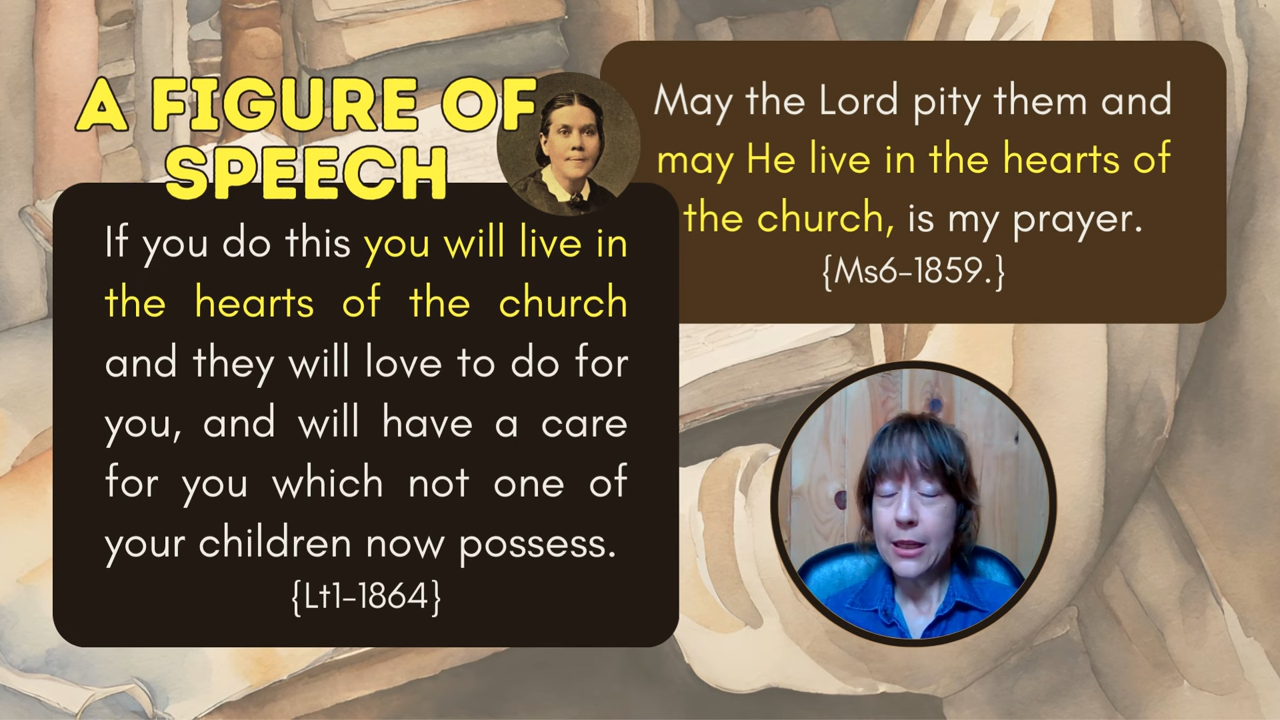 A FIGURE OF
SPEECH
If you do this you will live in
the hearts of the church
and they will love to do for
you, and will have a care
for you which not one of
your children now possess.
{Lt1-1864}
May the Lord pity them and
may He live in the hearts of
the church, is my prayer.
{Ms6-1859.}